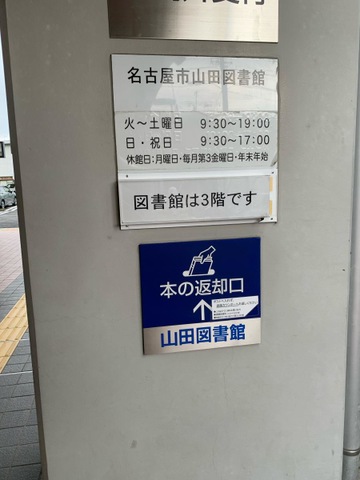 名古屋市山田図書館
火～土曜日 9:30～19:00
日・祝日 9:30～17:00
休館日:月曜日・毎月第3金曜日・年末年始
図書館は3階です
本の返却口
↑
山田図書館